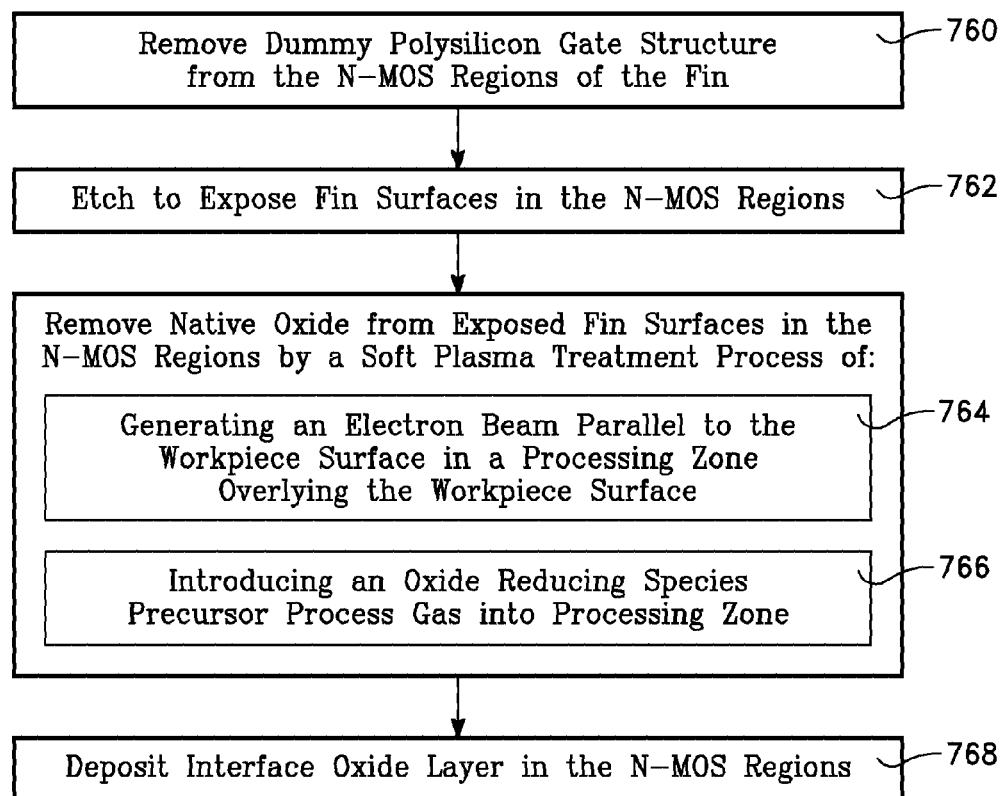 Remove Dummy Polysilicon Gate Structure
from the N-MOS Regions of the Fin
760
Etch to Expose Fin Surfaces in the N-MOS Regions
762
Remove Native Oxide from Exposed Fin Surfaces in the
N-MOS Regions by a Soft Plasma Treatment Process of:
Generating an Electron Beam Parallel to the
Workpiece Surface in a Processing Zone
Overlying the Workpiece Surface
764
Introducing an Oxide Reducing Species
Precursor Process Gas into Processing Zone
766
Deposit Interface Oxide Layer in the N-MOS Regions
768